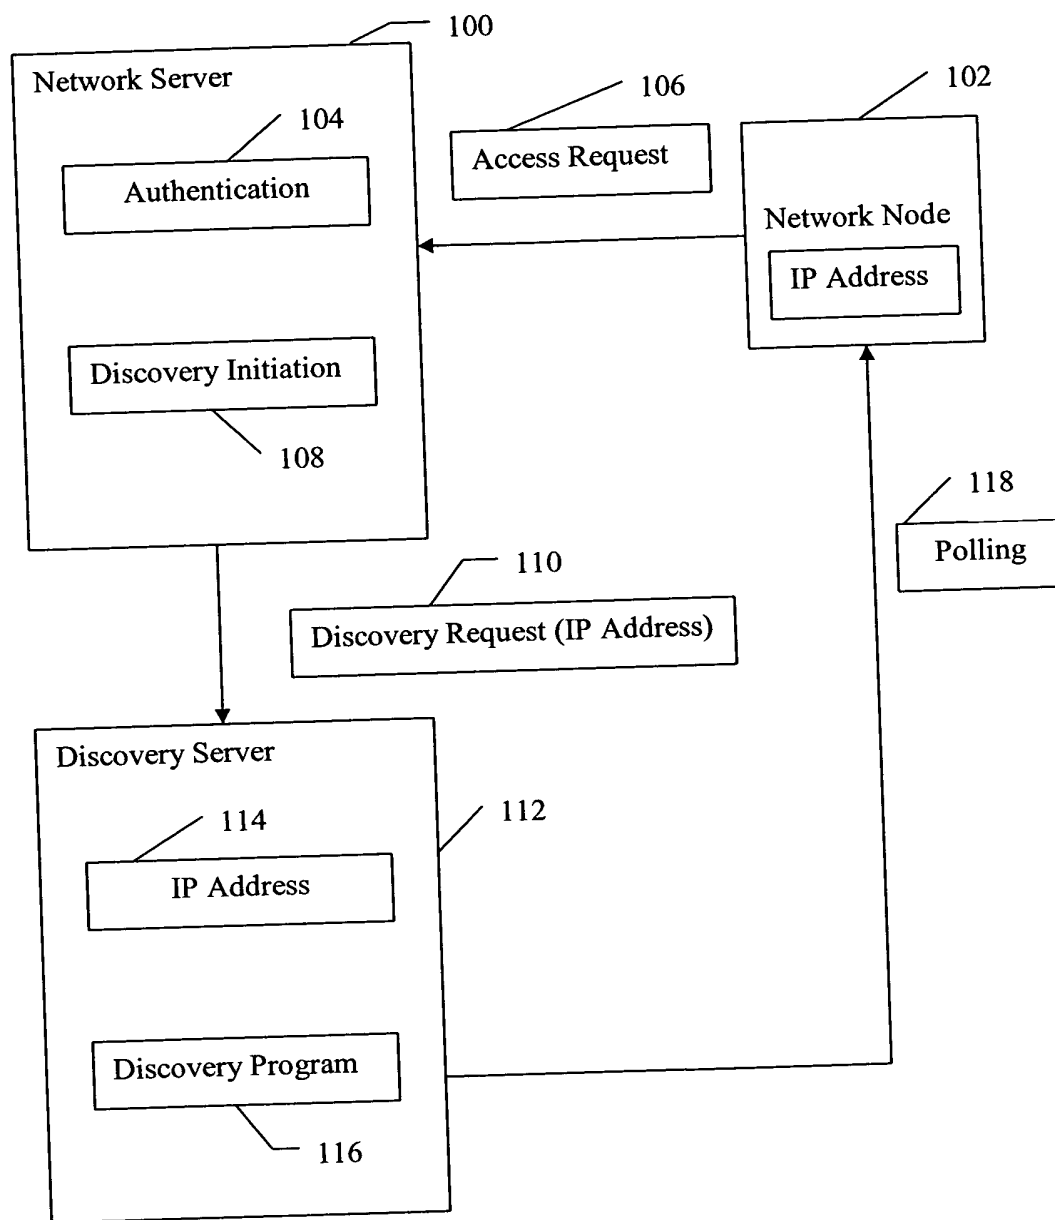 100
Network Server
104
Authentication
106
Access Request
102
Network Node
IP Address
Discovery Initiation
108
118
Polling
110
Discovery Request (IP Address)
Discovery Server
112
114
IP Address
Discovery Program
116